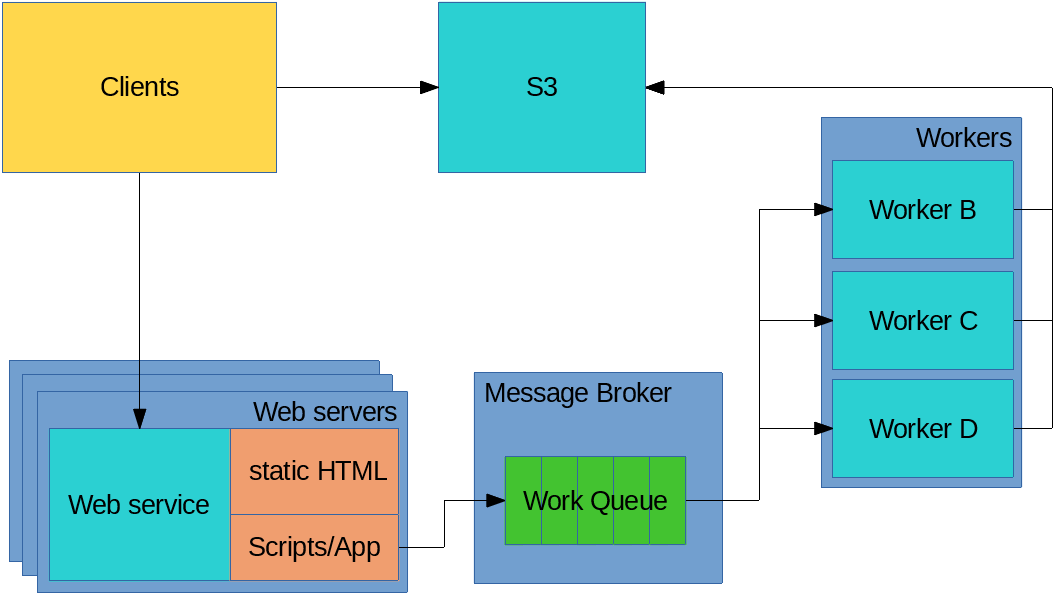 Clients
S3
Workers
Worker B
Worker C
Worker D
Web servers
Web service
static HTML
Scripts/App
Message Broker
Work Queue